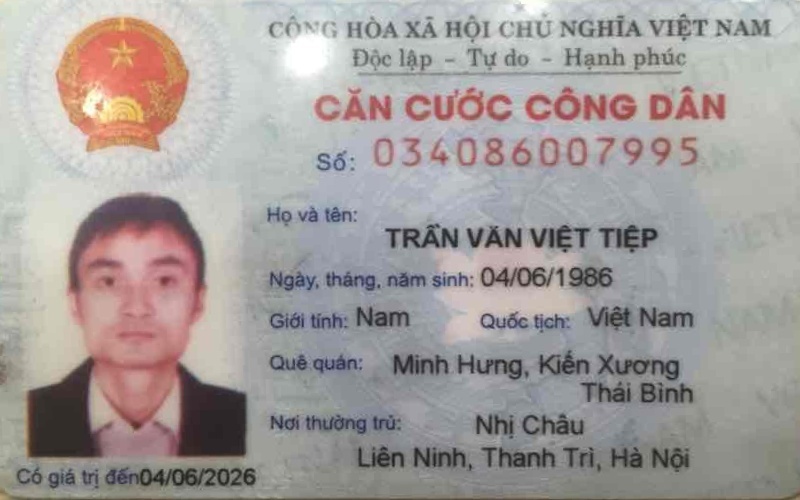 CỘNG HÒA XÃ HỘI CHỦ NGHĨA VIỆT NAM
Độc lập - Tự do - Hạnh phúc
CĂN CƯỚC CÔNG DÂN
Số: 034086007995
Họ và tên:
TRẦN VĂN VIỆT TIỆP
Ngày, tháng, năm sinh: 04/06/1986
Giới tính: Nam Quốc tịch: Việt Nam
Quê quán: Minh Hưng, Kiến Xương
Thái Bình
Nơi thường trú: Nhị Châu
Liên Ninh, Thanh Trì, Hà Nội
Có giá trị đến 04/06/2026